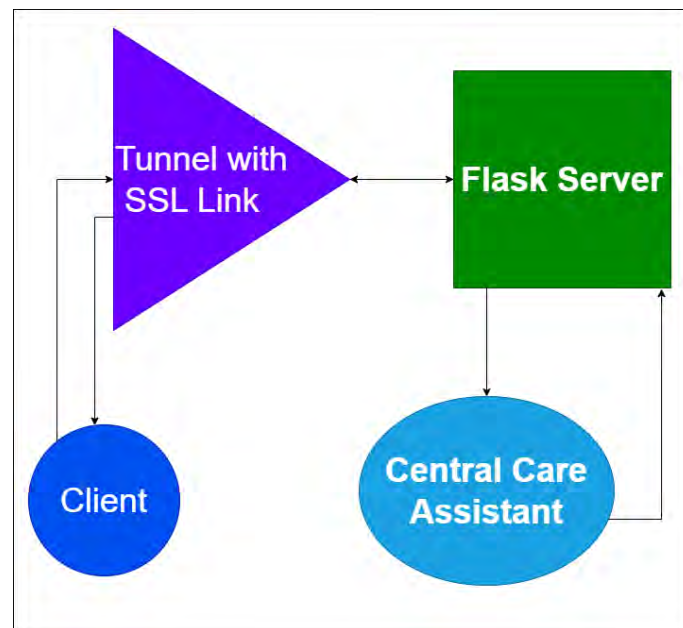 Tunnel with
SSL Link
Flask Server
Client
Central Care
Assistant